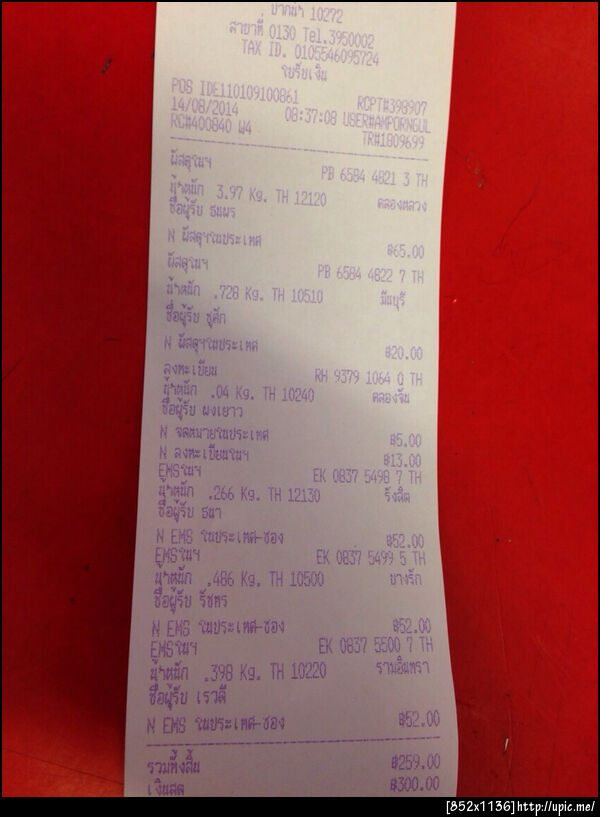 ปากน้ำ 10272
สาขาที่ 0130 Tel.3950002
TAX ID. 0105546095724
ใบรับเงิน
POS IDE110109100861 RCPT#398907
14/08/2014 08:37:08 USER#AMPORNGUL
RC#400840 W4 TR#1809699
พัสดุในฯ PB 6584 4821 3 TH
น้ำหนัก 3.97 Kg. TH 12120 คลองหลวง
ชื่อผู้รับ ธนพร
N พัสดุฯในประเทศ ฿65.00
พัสดุในฯ PB 6584 4822 7 TH
น้ำหนัก .728 Kg. TH 10510 มีนบุรี
ชื่อผู้รับ ชูศัก
N พัสดุฯในประเทศ ฿20.00
ลงทะเบียน RH 9379 1064 0 TH
น้ำหนัก .04 Kg. TH 10240 คลองจั่น
ชื่อผู้รับ ผงเยาว
N จดหมายในประเทศ ฿5.00
N ลงทะเบียนในฯ ฿13.00
EMSในฯ EK 0837 5498 7 TH
น้ำหนัก .266 Kg. TH 12130 รังสิต
ชื่อผู้รับ ธนา
N EMS ในประเทศ-ซอง ฿52.00
EMSในฯ EK 0837 5499 5 TH
น้ำหนัก .486 Kg. TH 10500 บางรัก
ชื่อผู้รับ รัชพร
N EMS ในประเทศ-ซอง ฿52.00
EMSในฯ EK 0837 5500 7 TH
น้ำหนัก .398 Kg. TH 10220 รามอินทรา
ชื่อผู้รับ เรวดี
N EMS ในประเทศ-ซอง ฿52.00
รวมทั้งสิ้น ฿259.00
เงินสด ฿300.00
[852x1136]http://upic.me/